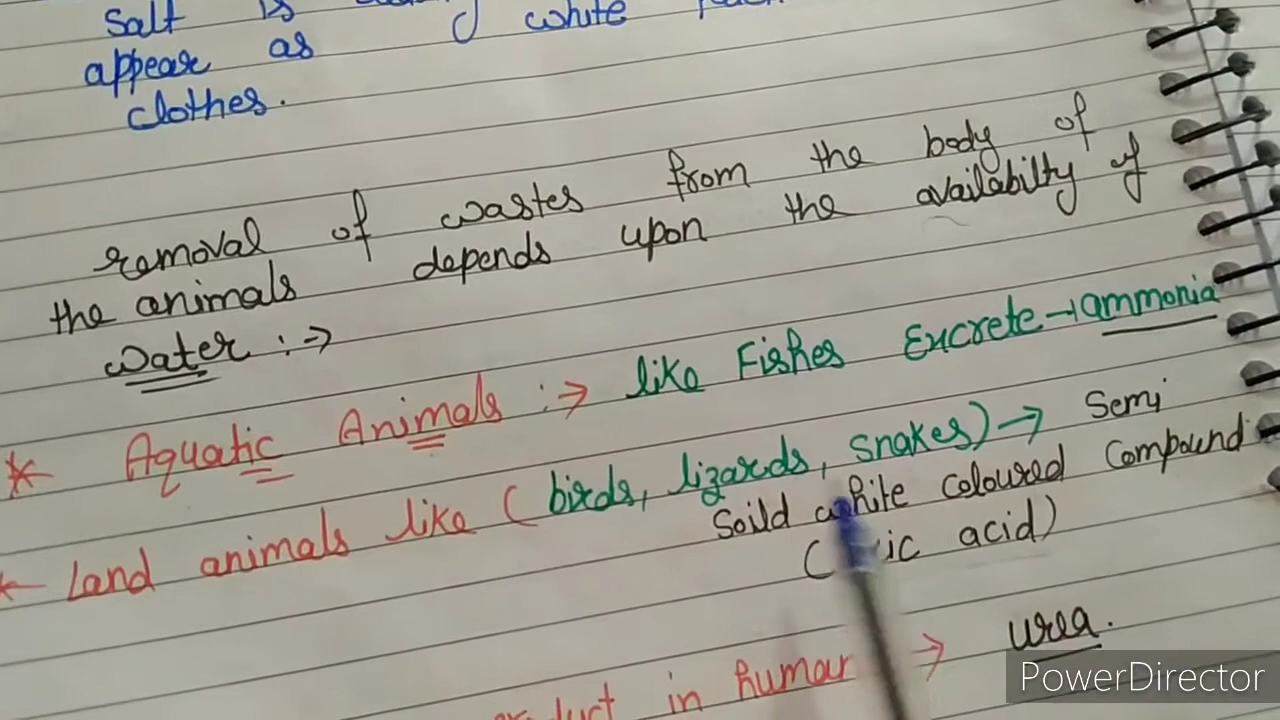 Salt is white
appear as
clothes.
removal of wastes from the body of
the animals depends upon the availabilty of
water :→
* Aquatic Animals :→ like Fishes Excrete → ammonia
* Land animals like (birds, lizards, snakes) → Semi
Soild white coloured Compound
( ic acid)
in human → urea.
PowerDirector